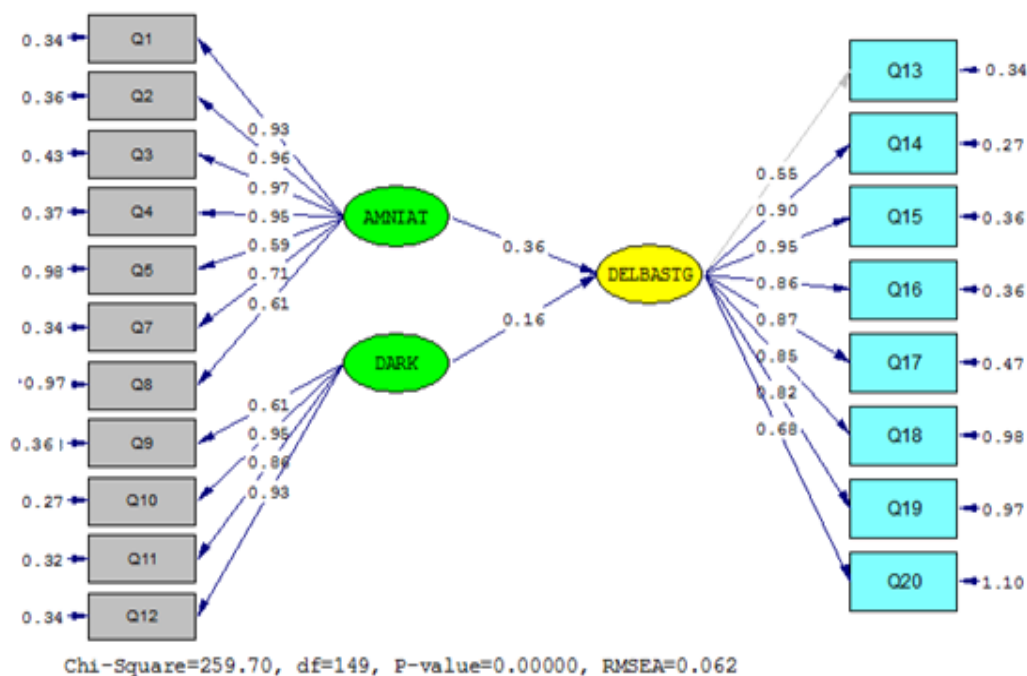 0.34 Q1
0.36 Q2
0.43 Q3
0.37 Q4
0.98 Q5
0.34 Q7
0.97 Q8
0.36 Q9
0.27 Q10
0.32 Q11
0.34 Q12
0.93
0.96
0.97
0.95
0.59
0.71
0.61
AMNIAT
0.61
0.95
0.86
0.93
DARK
0.36
0.16
DELBASTG
0.55
0.90
0.95
0.86
0.87
0.85
0.82
0.68
Q13 0.34
Q14 0.27
Q15 0.36
Q16 0.36
Q17 0.47
Q18 0.98
Q19 0.97
Q20 1.10
Chi-Square=259.70, df=149, P-value=0.00000, RMSEA=0.062